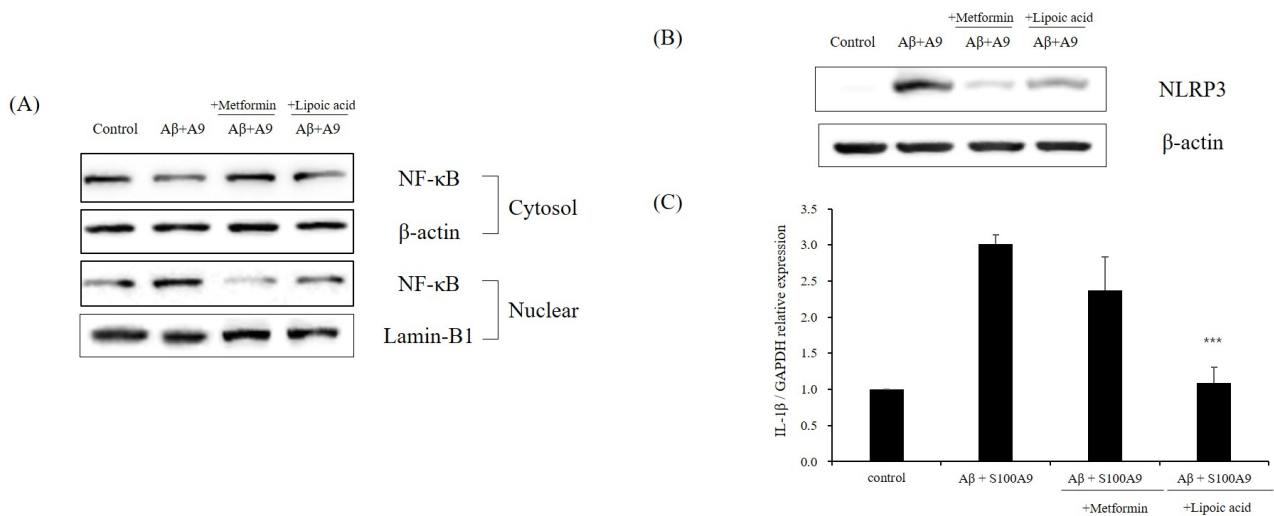 (A)
+Metformin +Lipoic acid
Control Aβ+A9 Aβ+A9 Aβ+A9
NF-κB
β-actin
Cytosol
NF-κB
Lamin-B1
Nuclear
(B)
+Metformin +Lipoic acid
Control Aβ+A9 Aβ+A9 Aβ+A9
NLRP3
β-actin
(C)
IL-1β / GAPDH relative expression
3.5
3.0
2.5
2.0
1.5
1.0
0.5
0.0
***
control Aβ + S100A9 Aβ + S100A9 Aβ + S100A9
+Metformin +Lipoic acid